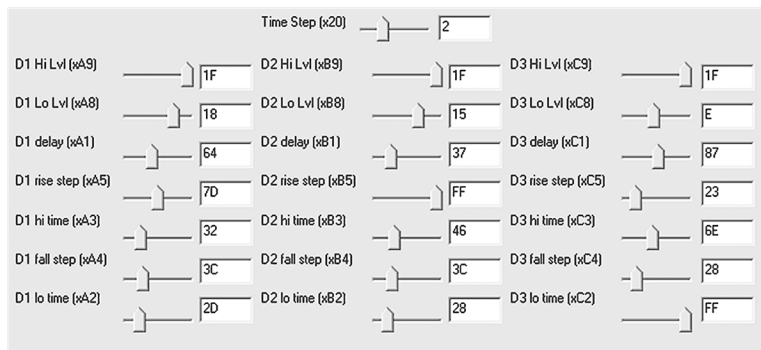 Time Step (x20) 2
D1 Hi Lvl (xA9) 1F D2 Hi Lvl (xB9) 1F D3 Hi Lvl (xC9) 1F
D1 Lo Lvl (xA8) 18 D2 Lo Lvl (xB8) 15 D3 Lo Lvl (xC8) E
D1 delay (xA1) 64 D2 delay (xB1) 37 D3 delay (xC1) 87
D1 rise step (xA5) 7D D2 rise step (xB5) FF D3 rise step (xC5) 23
D1 hi time (xA3) 32 D2 hi time (xB3) 46 D3 hi time (xC3) 6E
D1 fall step (xA4) 3C D2 fall step (xB4) 3C D3 fall step (xC4) 28
D1 lo time (xA2) 2D D2 lo time (xB2) 28 D3 lo time (xC2) FF